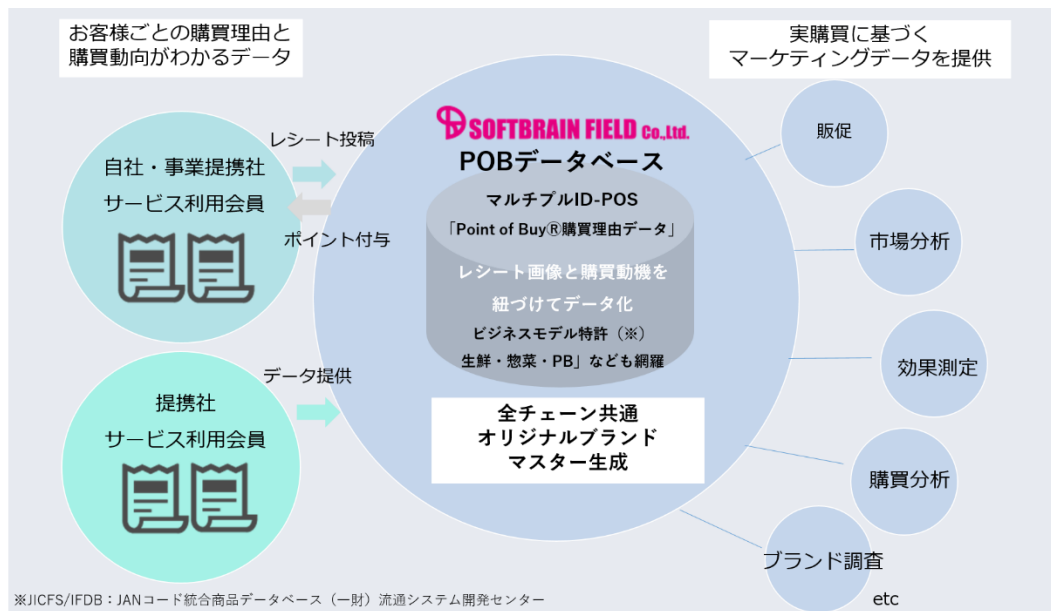 お客様ごとの購買理由と
購買動向がわかるデータ
実購買に基づく
マーケティングデータを提供
自社・事業提携社
サービス利用会員
レシート投稿
ポイント付与
提携社
サービス利用会員
データ提供
SOFTBRAIN FIELD Co.,Ltd.
POBデータベース
マルチプルID-POS
「Point of Buy®購買理由データ」
レシート画像と購買動機を
紐づけてデータ化
ビジネスモデル特許（※）
生鮮・惣菜・PB」なども網羅
全チェーン共通
オリジナルブランド
マスター生成
販促
市場分析
効果測定
購買分析
ブランド調査
etc
※JICFS/IFDB：JANコード統合商品データベース（一財）流通システム開発センター